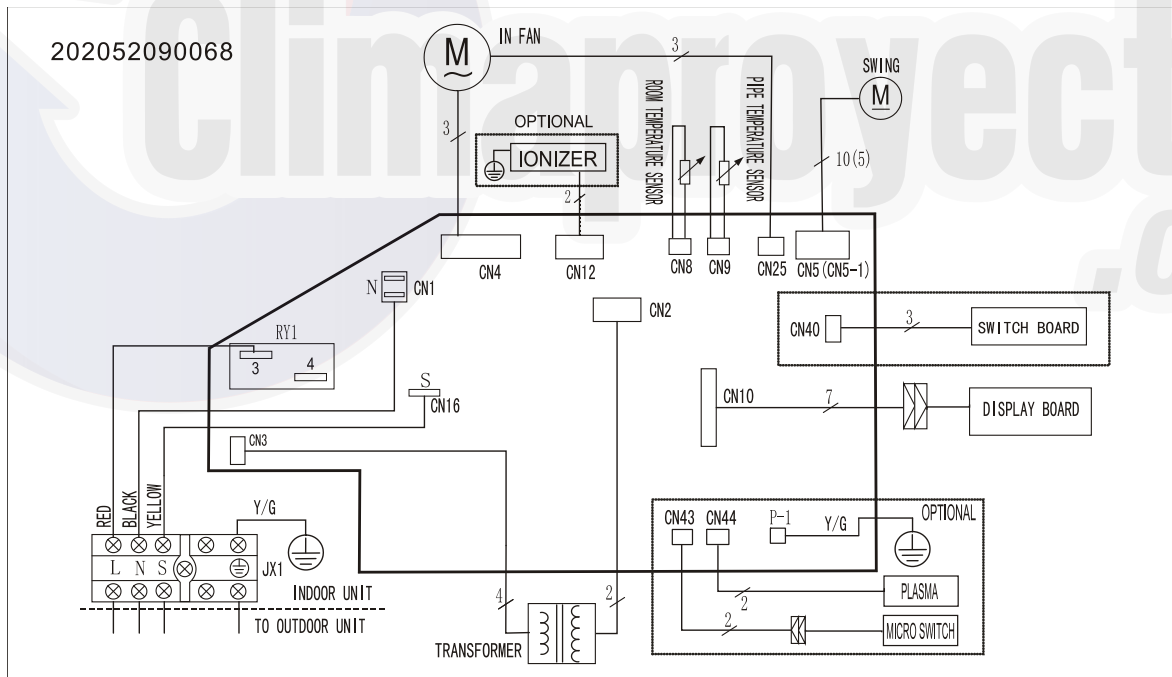 climaproyect
.c
202052090068
M
IN FAN
3
3
OPTIONAL
IONIZER
2
ROOM TEMPERATURE SENSOR
PIPE TEMPERATURE SENSOR
SWING
M
10(5)
CN4
CN12
CN8
CN9
CN25
CN5(CN5-1)
N
CN1
CN2
CN40
3
SWITCH BOARD
RY1
3
4
S
CN16
CN10
7
DISPLAY BOARD
CN3
RED
BLACK
YELLOW
Y/G
L N S
JX1
INDOOR UNIT
TO OUTDOOR UNIT
4
2
TRANSFORMER
CN43
CN44
P-1
Y/G
OPTIONAL
2
PLASMA
2
MICRO SWITCH